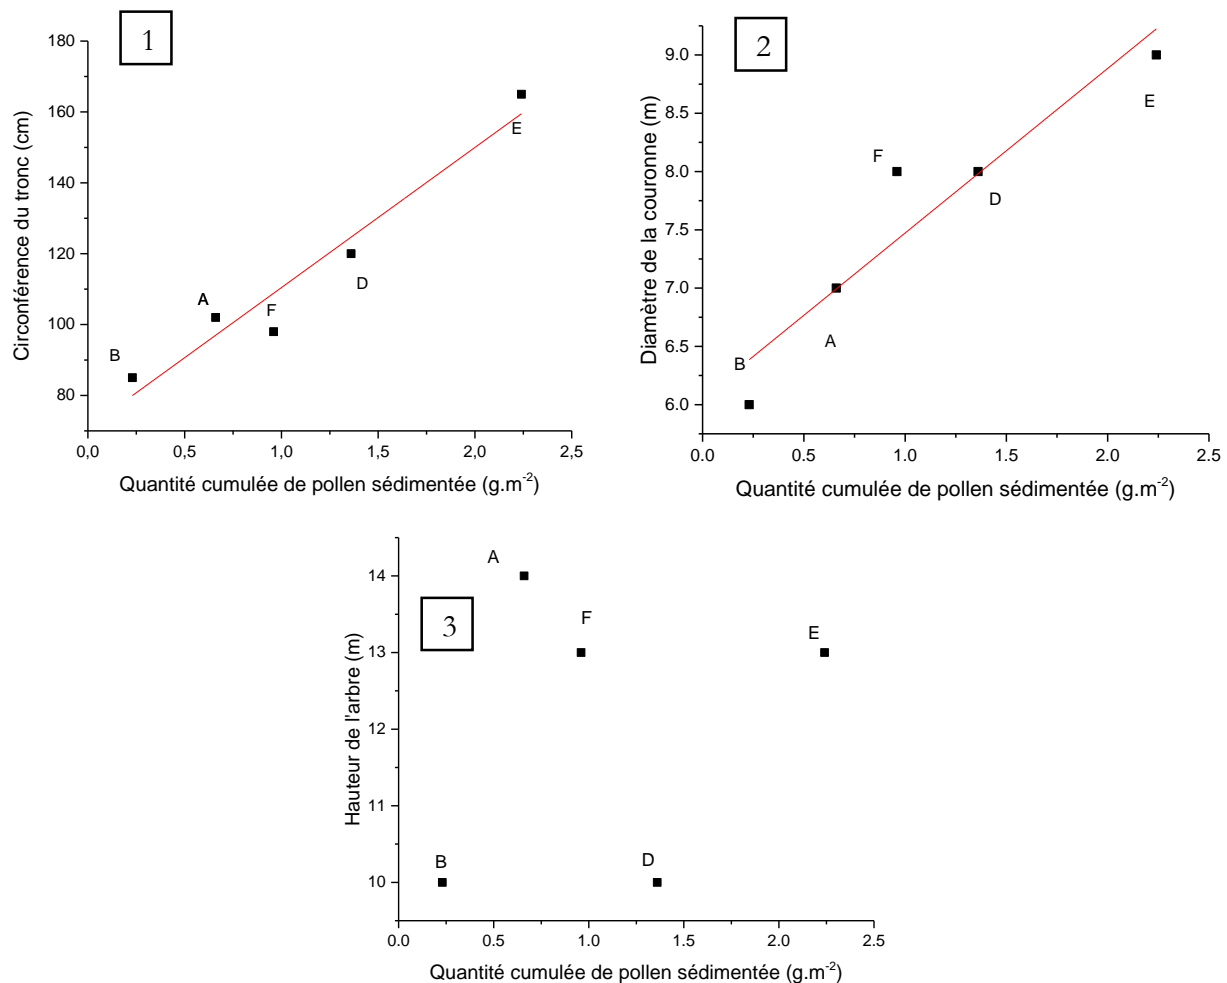 1
Circonférence du tronc (cm)
180
160
140
120
100
80
B
A
F
D
E
0,0 0,5 1,0 1,5 2,0 2,5
Quantité cumulée de pollen sédimentée (g.m-2)
2
Diamètre de la couronne (m)
9.0
8.5
8.0
7.5
7.0
6.5
6.0
B
A
F
D
E
0.0 0.5 1.0 1.5 2.0 2.5
Quantité cumulée de pollen sédimentée (g.m-2)
3
Hauteur de l'arbre (m)
14
13
12
11
10
A
F
E
B
D
0.0 0.5 1.0 1.5 2.0 2.5
Quantité cumulée de pollen sédimentée (g.m-2)